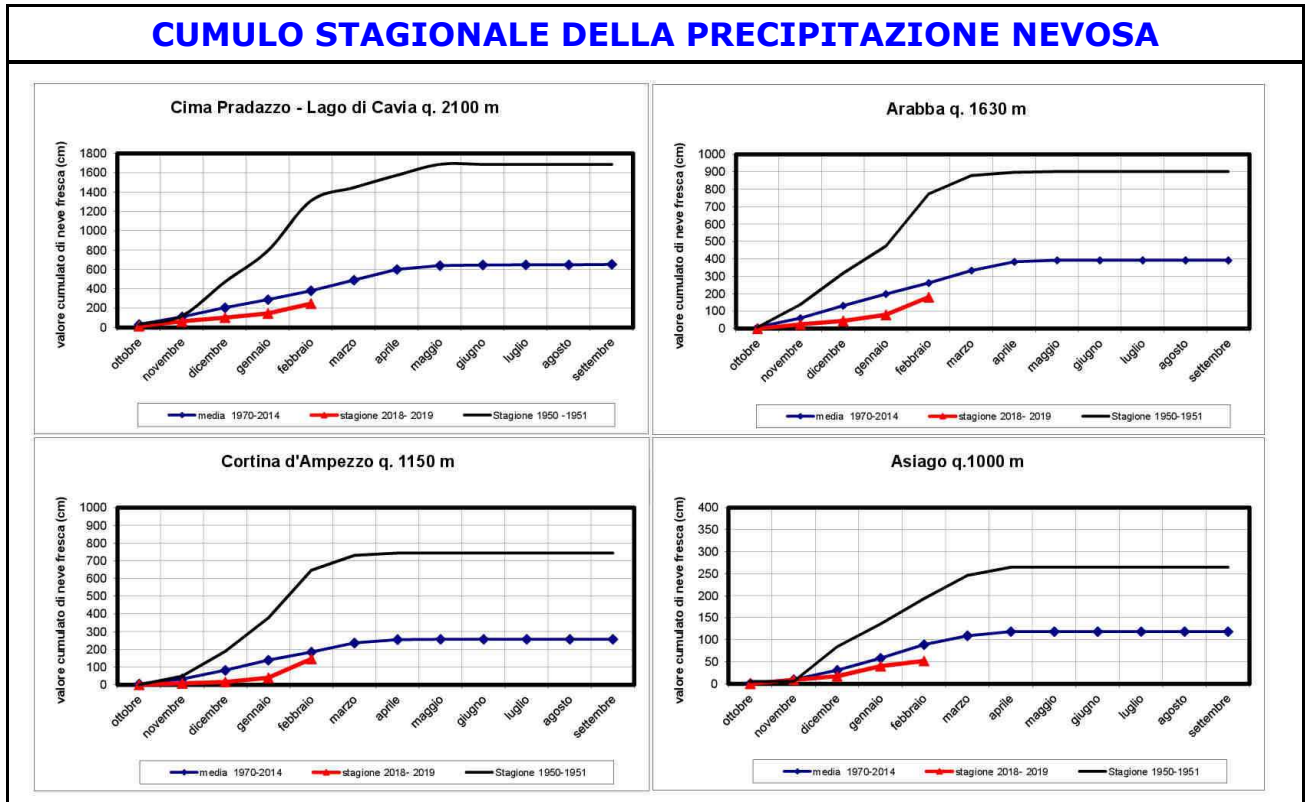 CUMULO STAGIONALE DELLA PRECIPITAZIONE NEVOSA
Cima Pradazzo - Lago di Cavia q. 2100 m
valore cumulato di neve fresca (cm)
1800
1600
1400
1200
1000
800
600
400
200
0
ottobre
novembre
dicembre
gennaio
febbraio
marzo
aprile
maggio
giugno
luglio
agosto
settembre
media 1970-2014
stagione 2018- 2019
Stagione 1950 -1951
Arabba q. 1630 m
valore cumulato di neve fresca (cm)
1000
900
800
700
600
500
400
300
200
100
0
ottobre
novembre
dicembre
gennaio
febbraio
marzo
aprile
maggio
giugno
luglio
agosto
settembre
media 1970-2014
stagione 2018- 2019
Stagione 1950-1951
Cortina d'Ampezzo q. 1150 m
valore cumulato di neve fresca (cm)
1000
900
800
700
600
500
400
300
200
100
0
ottobre
novembre
dicembre
gennaio
febbraio
marzo
aprile
maggio
giugno
luglio
agosto
settembre
media 1970-2014
stagione 2018- 2019
Stagione 1950-1951
Asiago q.1000 m
valore cumulato di neve fresca (cm)
400
350
300
250
200
150
100
50
0
ottobre
novembre
dicembre
gennaio
febbraio
marzo
aprile
maggio
giugno
luglio
agosto
settembre
media 1970-2014
stagione 2018- 2019
Stagione 1950-1951